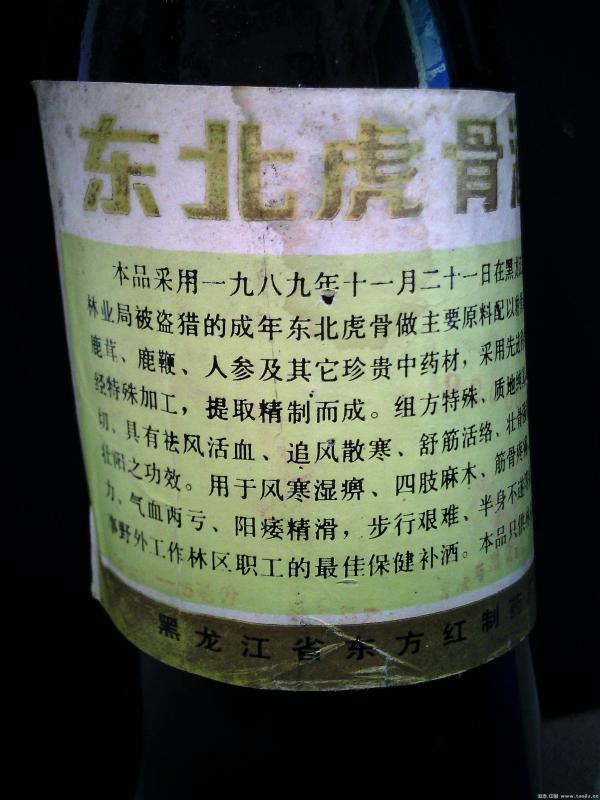 东北虎骨
本品采用一九八九年十一月二十一日在黑龙
林业局被盗猎的成年东北虎骨做主要原料配以
鹿茸、鹿鞭、人参及其它珍贵中药材，采用先进
经特殊加工，提取精制而成。组方特殊、质地
切、具有祛风活血、追风散寒、舒筋活络、壮骨
壮阳之功效。用于风寒湿痹、四肢麻木、筋骨疼
力、气血两亏、阳痿精滑，步行艰难、半身不遂
事野外工作林区职工的最佳保健补酒。本品只供
黑龙江省东方红制药
www.taojiu.cc